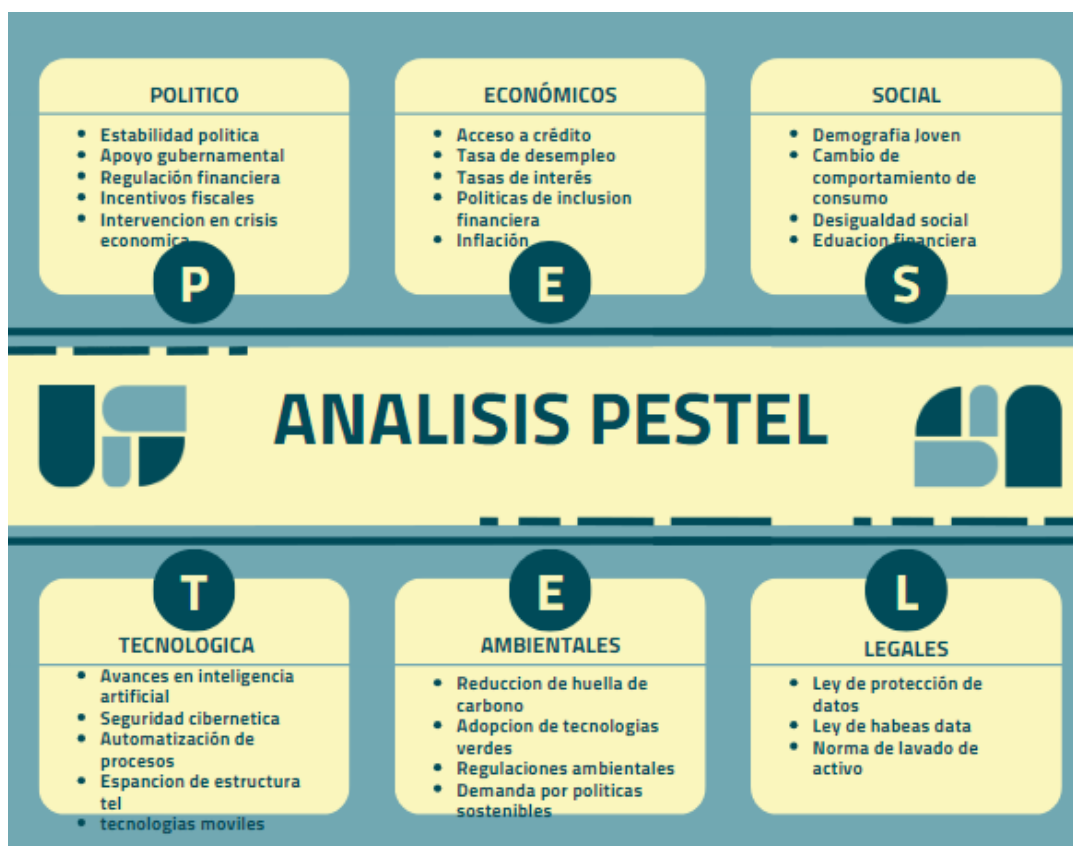 POLITICO
• Estabilidad politica
• Apoyo gubernamental
• Regulación financiera
• Incentivos fiscales
• Intervencion en crisis
economica
P
ECONÓMICOS
• Acceso a crédito
• Tasa de desempleo
• Tasas de interés
• Politicas de inclusion
financiera
• Inflación
E
SOCIAL
• Demografia Joven
• Cambio de
comportamiento de
consumo
• Desigualdad social
• Eduacion financiera
S
ANALISIS PESTEL
T
TECNOLOGICA
• Avances en inteligencia
artificial
• Seguridad cibernetica
• Automatización de
procesos
• Espancion de estructura
tel
• tecnologias moviles
E
AMBIENTALES
• Reduccion de huella de
carbono
• Adopcion de tecnologias
verdes
• Regulaciones ambientales
• Demanda por politicas
sostenibles
L
LEGALES
• Ley de protección de
datos
• Ley de habeas data
• Norma de lavado de
activo